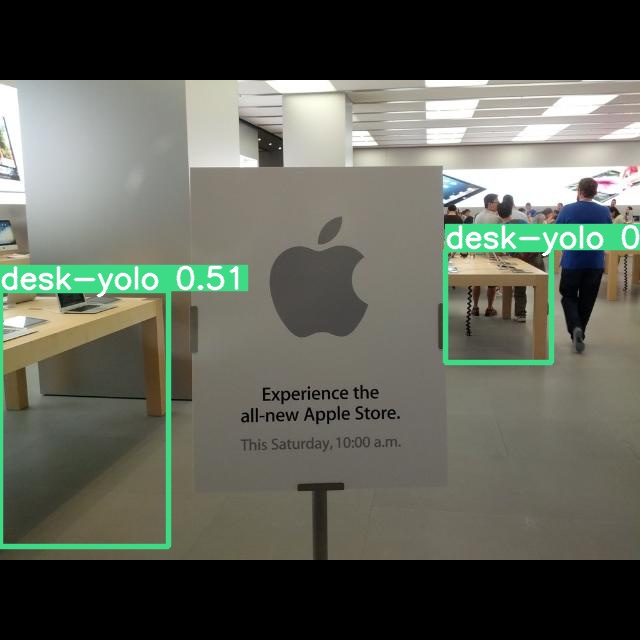 desk-yolo 0.51
desk-yolo 0
Experience the
all-new Apple Store.
This Saturday, 10:00 a.m.